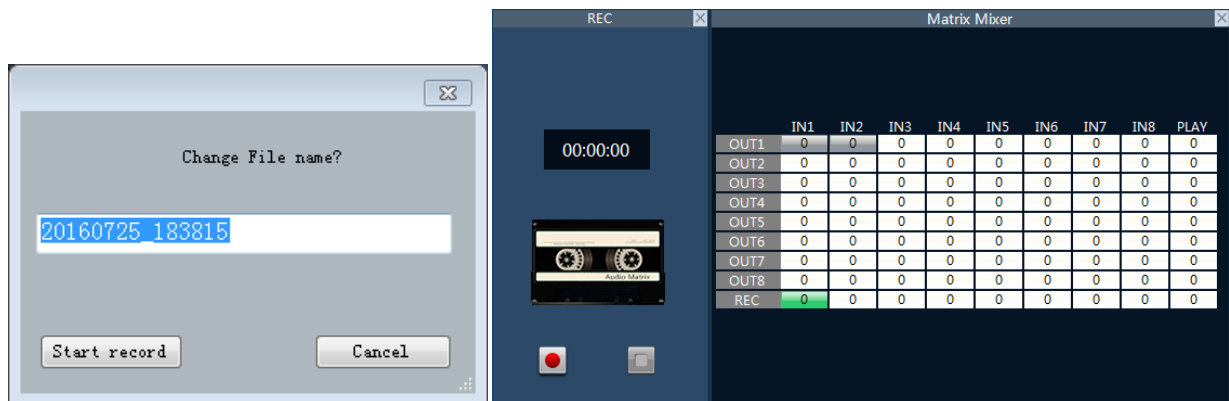 Change File name?
20160725_183815
Start record Cancel
REC
00:00:00
Audio Matrix
Matrix Mixer
IN1 IN2 IN3 IN4 IN5 IN6 IN7 IN8 PLAY
OUT1 0 0 0 0 0 0 0 0 0
OUT2 0 0 0 0 0 0 0 0 0
OUT3 0 0 0 0 0 0 0 0 0
OUT4 0 0 0 0 0 0 0 0 0
OUT5 0 0 0 0 0 0 0 0 0
OUT6 0 0 0 0 0 0 0 0 0
OUT7 0 0 0 0 0 0 0 0 0
OUT8 0 0 0 0 0 0 0 0 0
REC 0 0 0 0 0 0 0 0 0